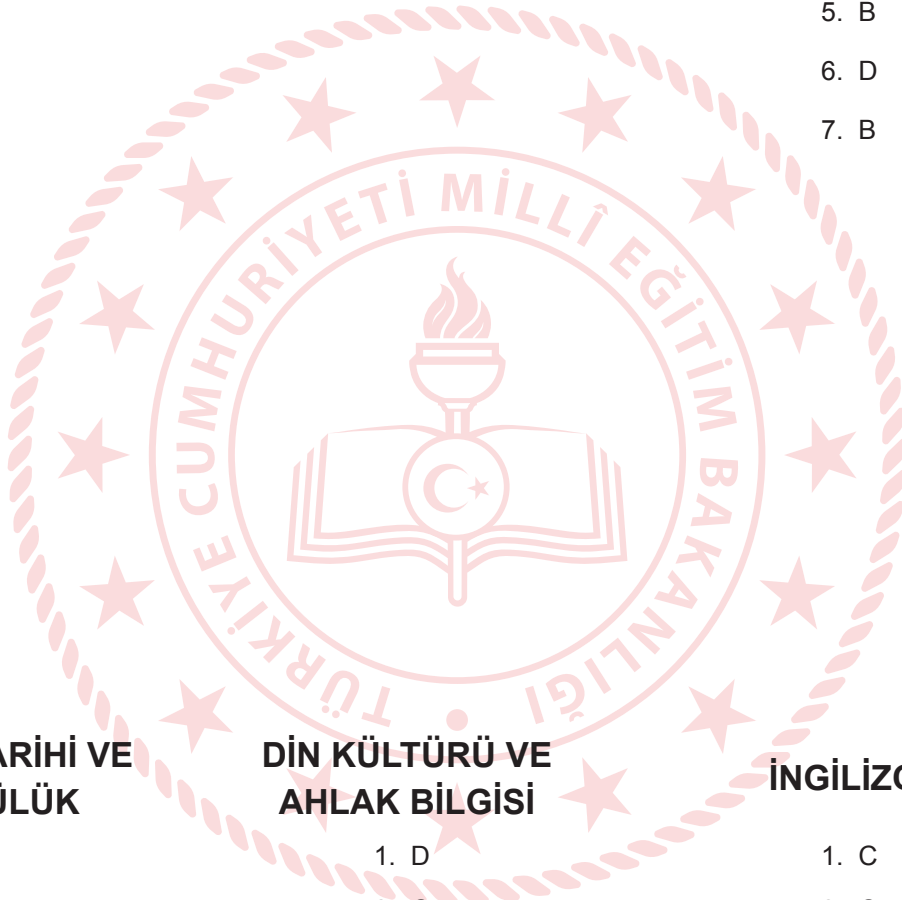 5. B
6. D
7. B
TÜRKİYE CUMHURİYETİ MİLLÎ EĞİTİM BAKANLIĞI
DİN KÜLTÜRÜ VE
AHLAK BİLGİSİ
1. D
1. C